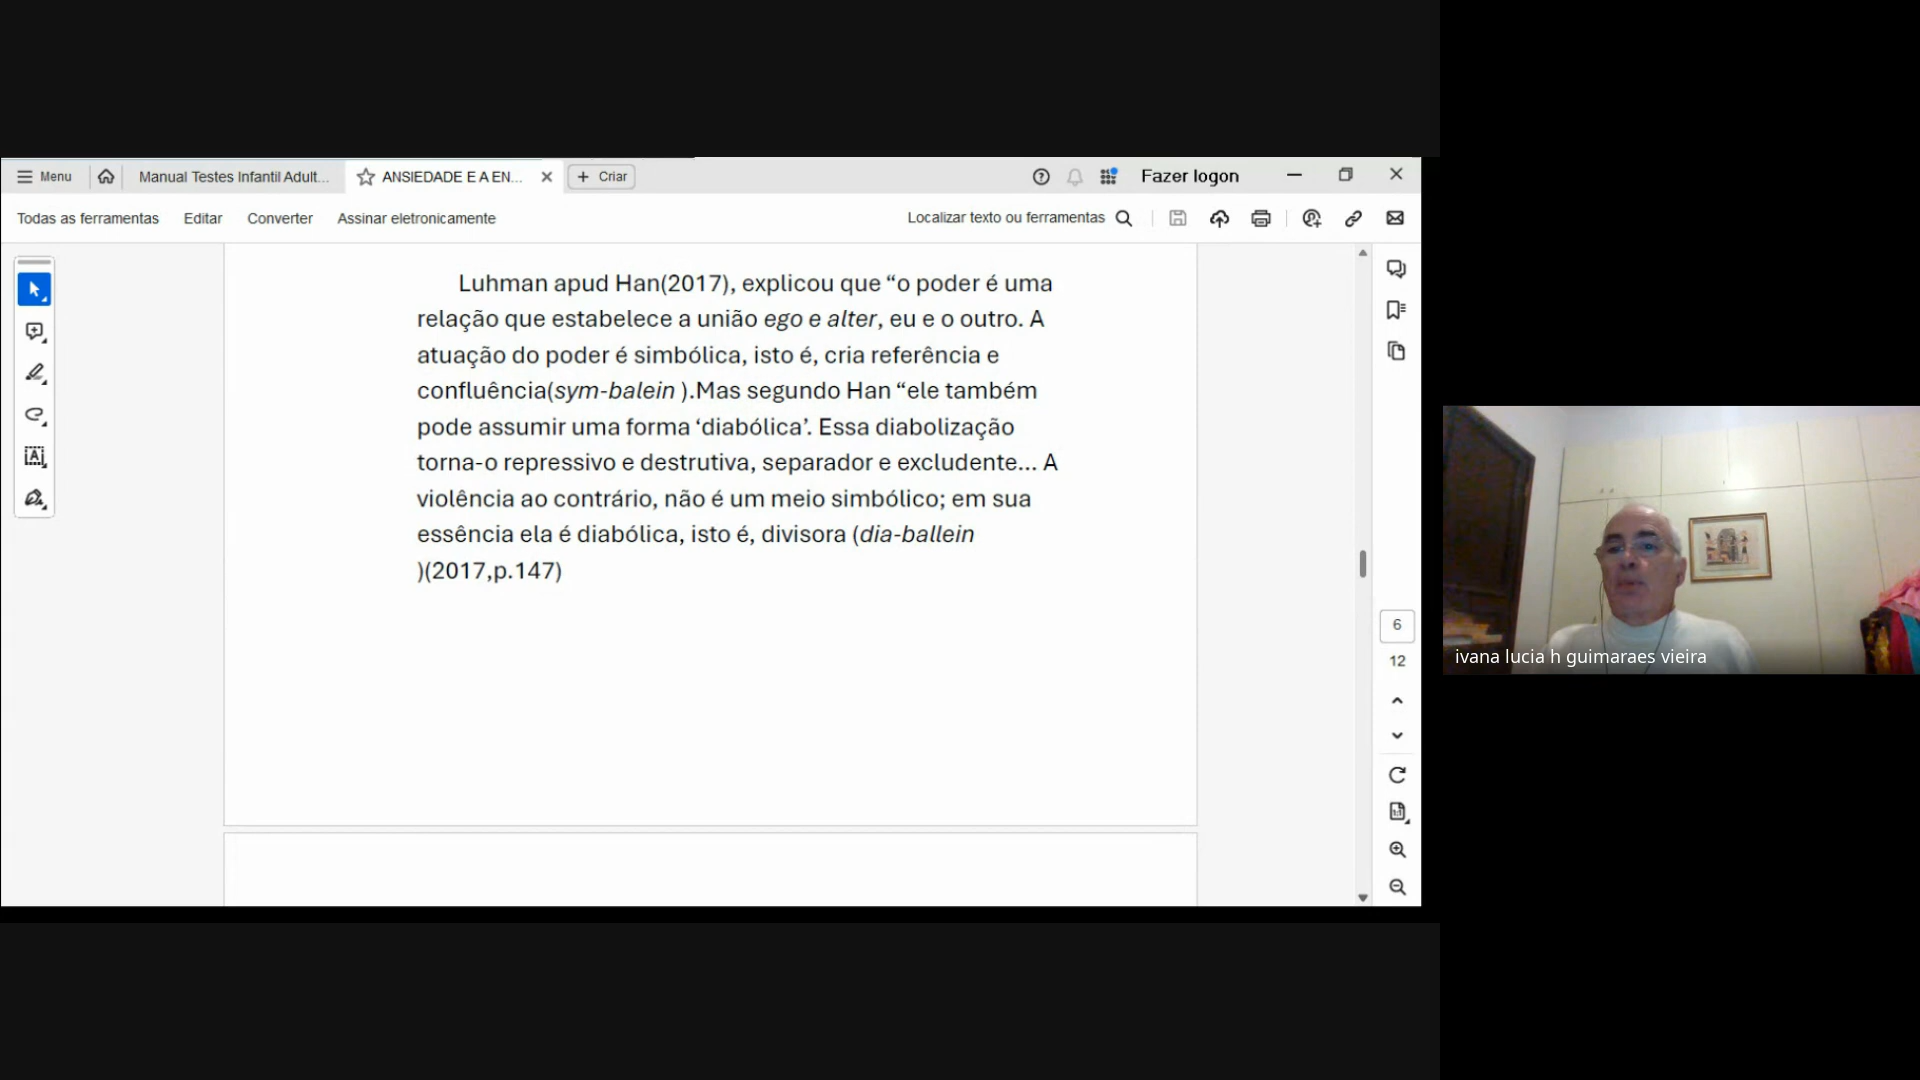 Menu
Manual Testes Infantil Adult...
ANSIEDADE E A EN...
Criar
Fazer logon
Todas as ferramentas
Editar
Converter
Assinar eletronicamente
Localizar texto ou ferramentas
Luhman apud Han(2017), explicou que “o poder é uma
relação que estabelece a união ego e alter, eu e o outro. A
atuação do poder é simbólica, isto é, cria referência e
confluência(sym-balein ).Mas segundo Han “ele também
pode assumir uma forma ‘diabólica’. Essa diabolização
torna-o repressivo e destrutiva, separador e excludente... A
violência ao contrário, não é um meio simbólico; em sua
essência ela é diabólica, isto é, divisora (dia-ballein
)(2017,p.147)
6
12
ivana lucia h guimaraes vieira